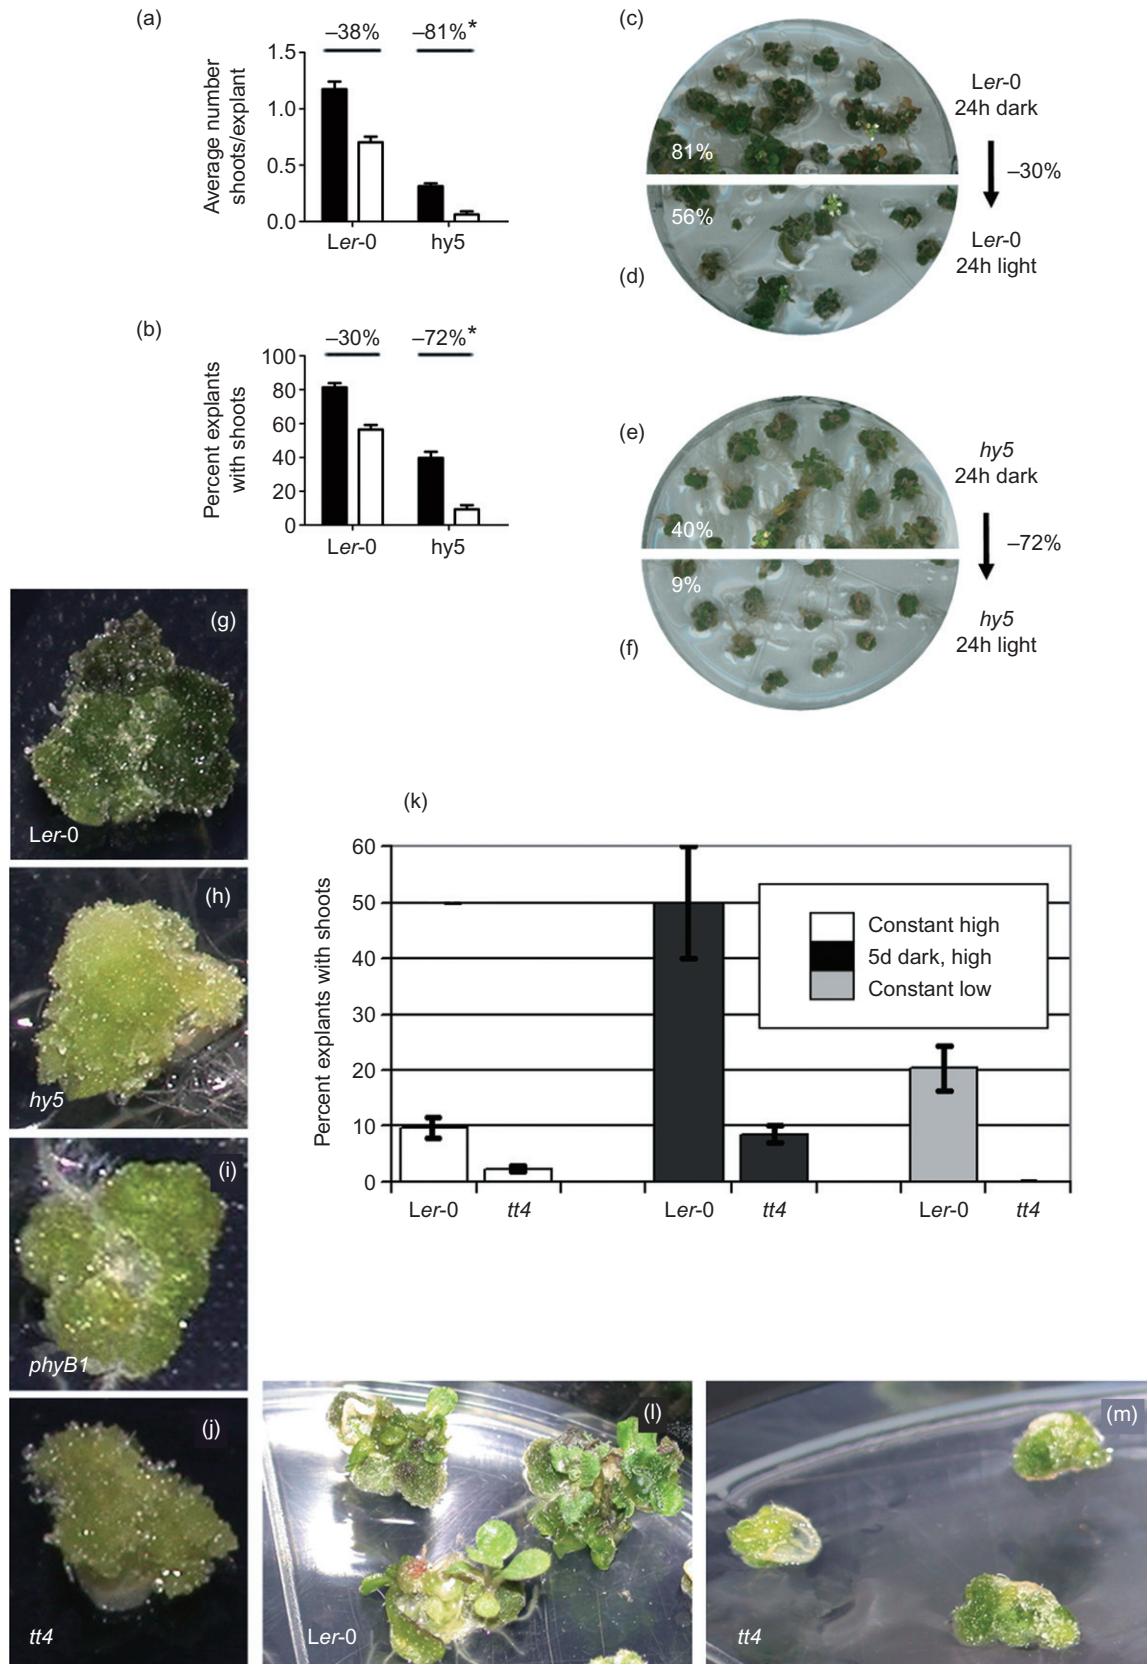 (a)
–38%
–81%*
1.5
1.0
0.5
0.0
Average number
shoots/explant
Ler-0
hy5
(b)
–30%
–72%*
100
80
60
40
20
0
Percent explants
with shoots
Ler-0
hy5
(c)
81%
Ler-0
24h dark
–30%
56%
Ler-0
24h light
(d)
(e)
40%
hy5
24h dark
–72%
9%
hy5
24h light
(f)
(g)
Ler-0
(h)
hy5
(i)
phyB1
(j)
tt4
(k)
60
50
40
30
20
10
0
Percent explants with shoots
Constant high
5d dark, high
Constant low
Ler-0
tt4
Ler-0
tt4
Ler-0
tt4
(l)
Ler-0
(m)
tt4